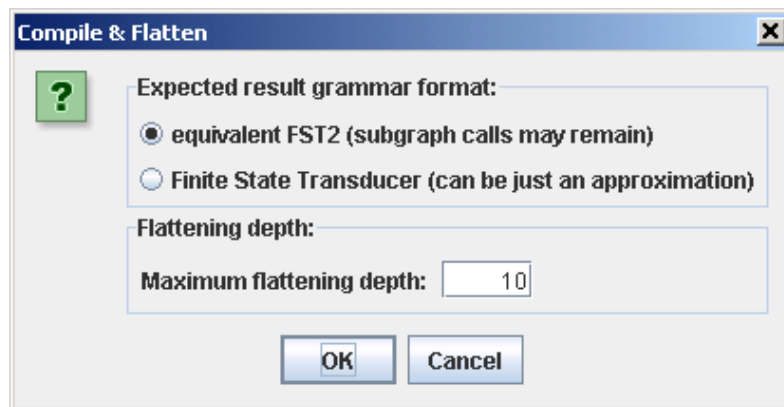 Compile & Flatten
?
Expected result grammar format:
equivalent FST2 (subgraph calls may remain)
Finite State Transducer (can be just an approximation)
Flattening depth:
Maximum flattening depth: 10
OK Cancel